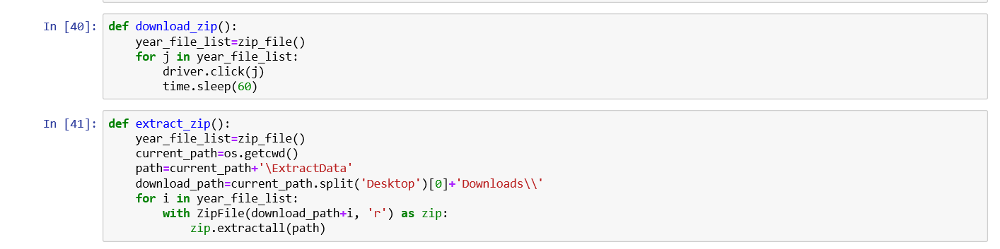 In [40]: def download_zip():
    year_file_list=zip_file()
    for j in year_file_list:
        driver.click(j)
        time.sleep(60)
In [41]: def extract_zip():
    year_file_list=zip_file()
    current_path=os.getcwd()
    path=current_path+'\ExtractData'
    download_path=current_path.split('Desktop')[0]+'Downloads\\'
    for i in year_file_list:
        with ZipFile(download_path+i, 'r') as zip:
            zip.extractall(path)